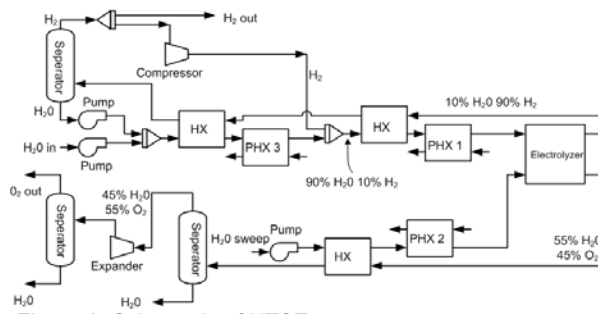 H₂
H₂ out
Compressor
Seperator
H₂
H₂0
Pump
HX
HX
10% H₂0 90% H₂
PHX 3
PHX 1
Electrolyzer
H₂0 in
Pump
90% H₂0 10% H₂
0₂ out
45% H₂0
55% O₂
Seperator
Seperator
H₂0 sweep
Pump
PHX 2
55% H₂0
45% O₂
Expander
HX
H₂0
H₂0